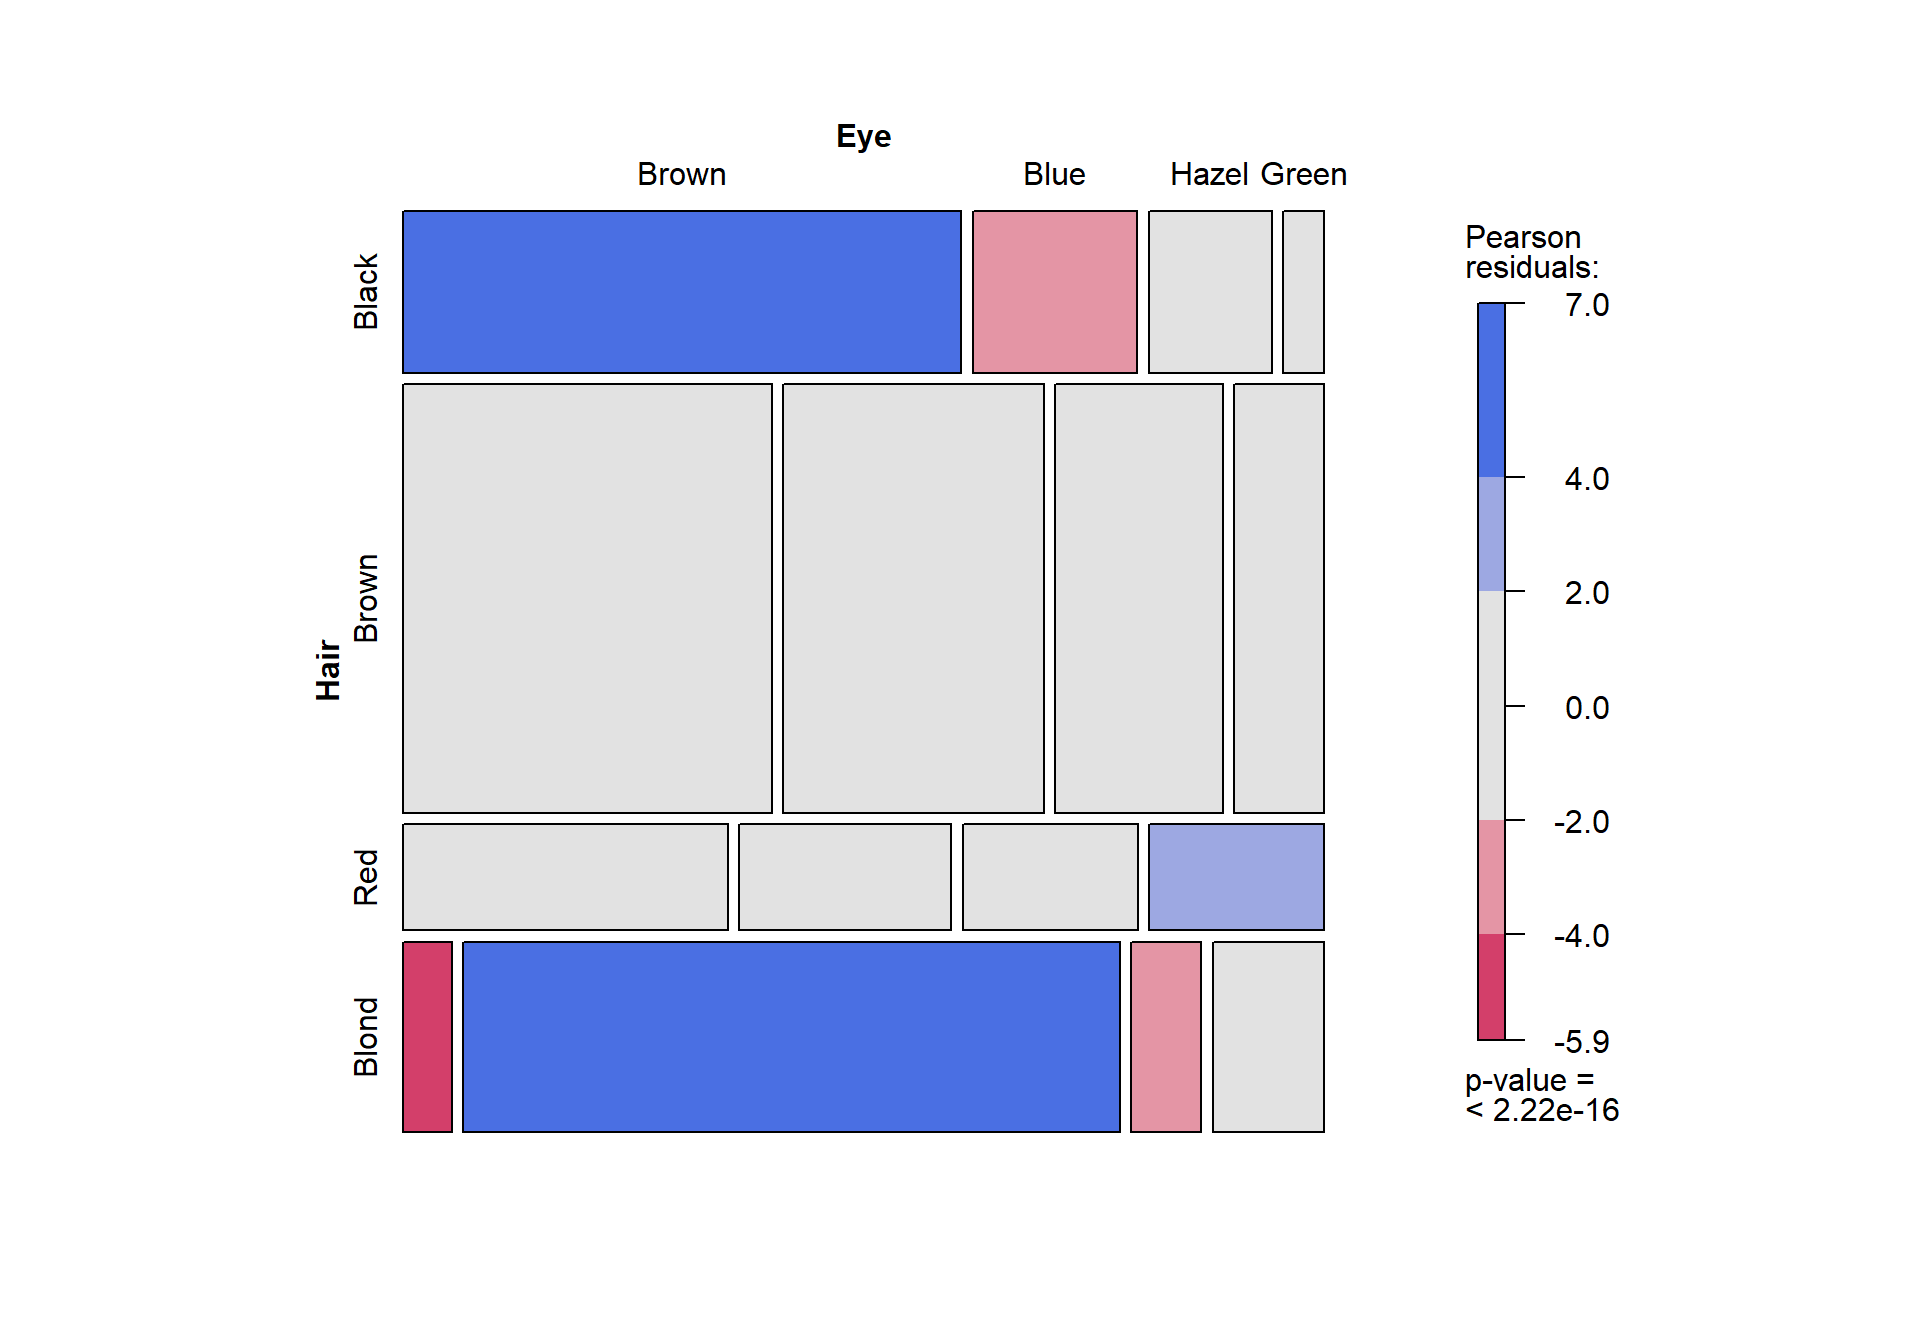 Eye
Brown Blue Hazel Green
Hair
Black
Brown
Red
Blond
Pearson
residuals:
7.0
4.0
2.0
0.0
-2.0
-4.0
-5.9
p-value =
< 2.22e-16